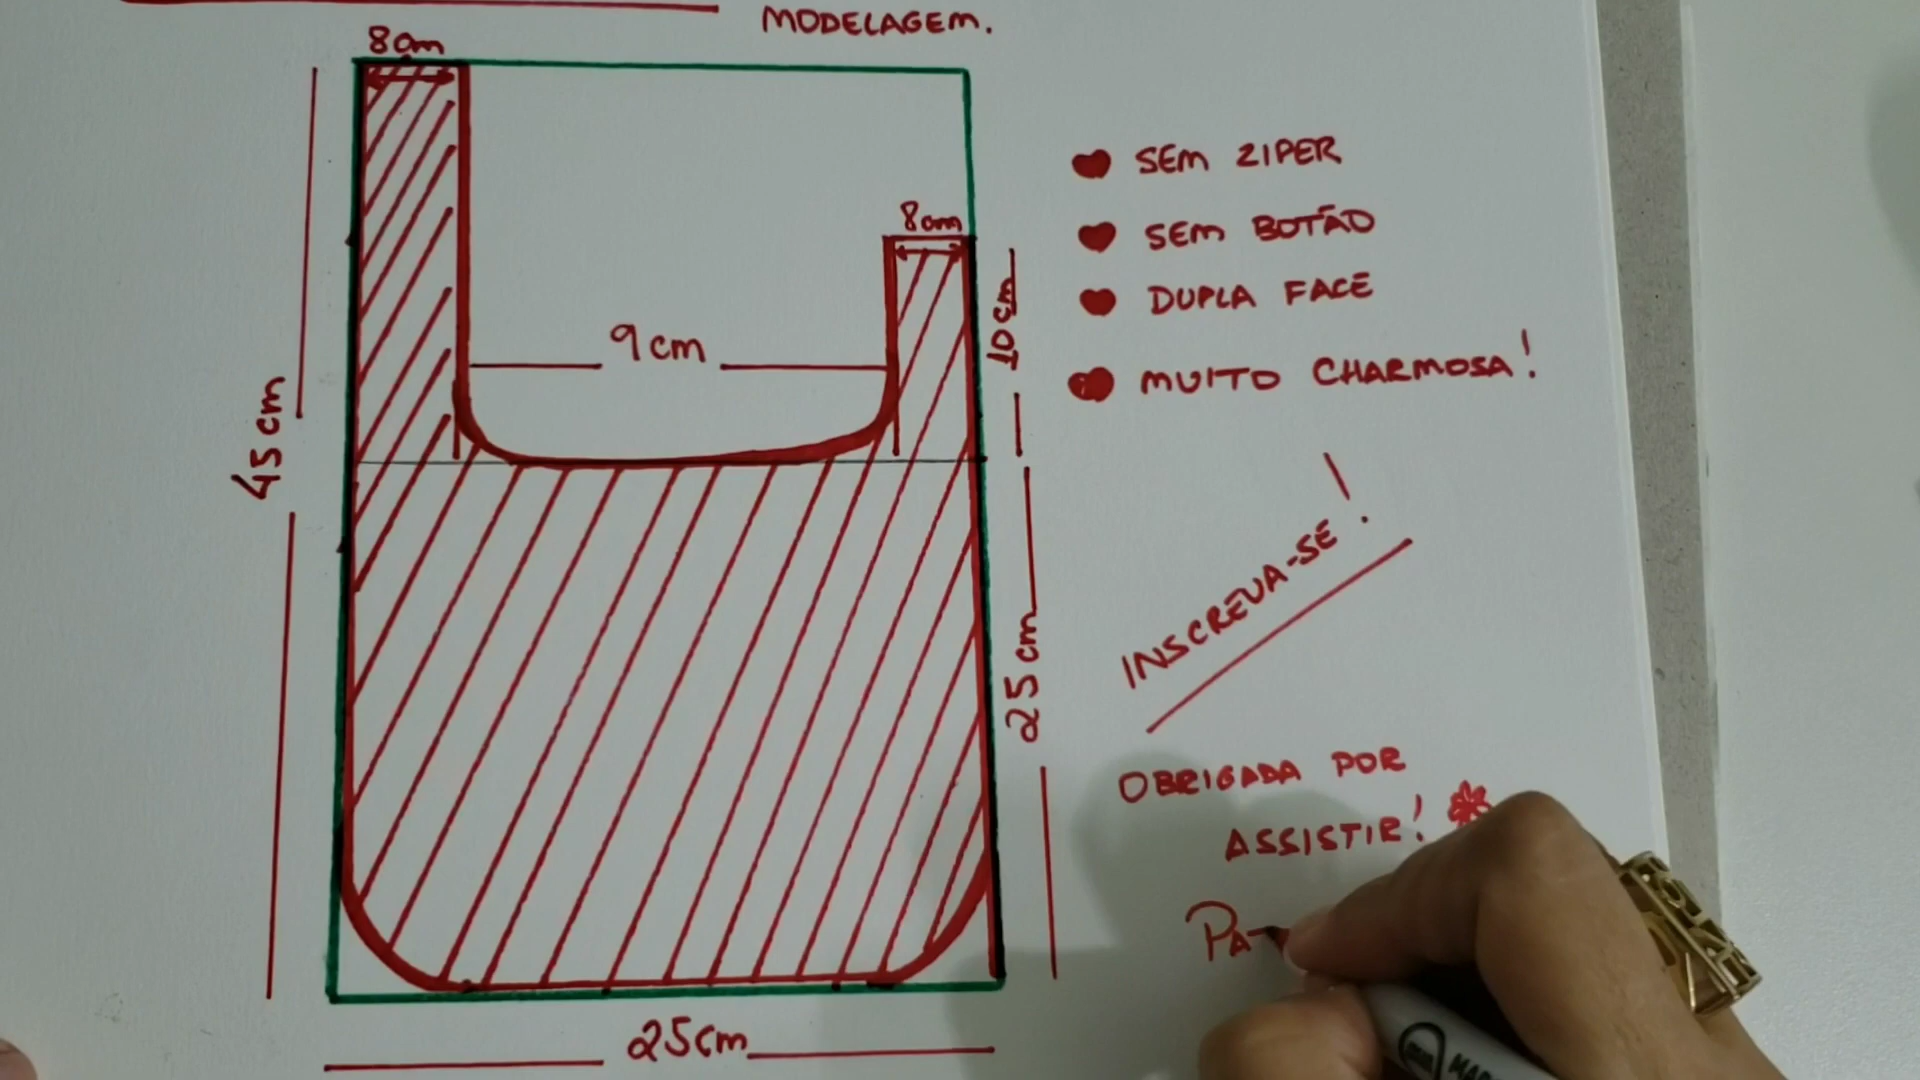 MODELAGEM.
8cm
8cm
9cm
10cm
45cm
25cm
25cm
SEM ZIPER
SEM BOTÃO
DUPLA FACE
MUITO CHARMOSA!
INSCREVA-SE!
OBRIGADA POR
ASSISTIR!
PA